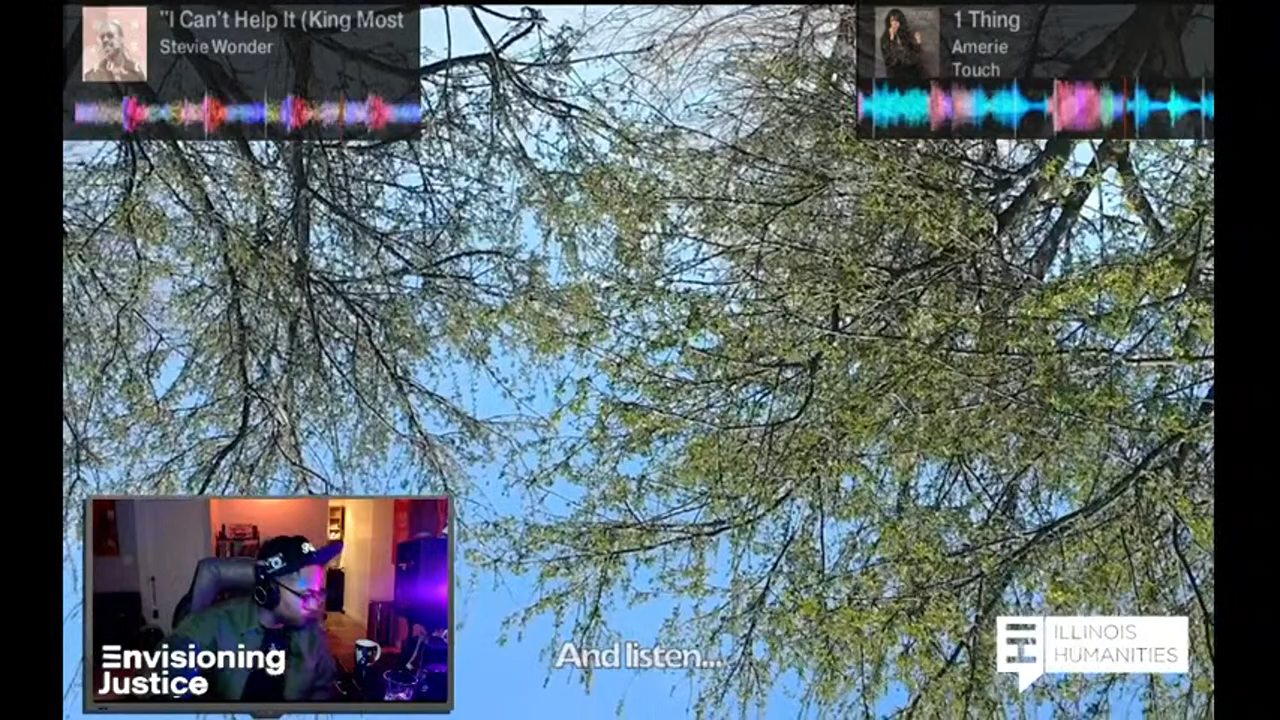 "I Can't Help It (King Most
Stevie Wonder
1 Thing
Amerie
Touch
And listen...
Envisioning
Justice
ILLINOIS
HUMANITIES